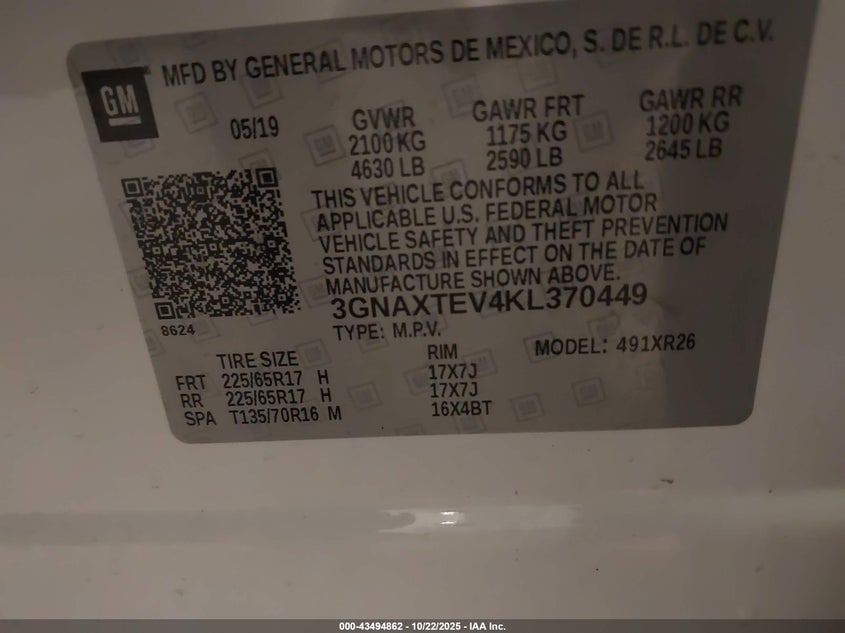 GM
MFD BY GENERAL MOTORS DE MEXICO, S. DE R.L. DE C.V.
05/19
GVWR
2100 KG
4630 LB
GAWR FRT
1175 KG
2590 LB
GAWR RR
1200 KG
2645 LB
THIS VEHICLE CONFORMS TO ALL
APPLICABLE U.S. FEDERAL MOTOR
VEHICLE SAFETY AND THEFT PREVENTION
STANDARDS IN EFFECT ON THE DATE OF
MANUFACTURE SHOWN ABOVE.
3GNAXTEV4KL370449
8624
TYPE: M.P.V.
MODEL: 491XR26
TIRE SIZE RIM
FRT 225/65R17 H 17X7J
RR 225/65R17 H 17X7J
SPA T135/70R16 M 16X4BT
000-43494862 - 10/22/2025 - IAA Inc.